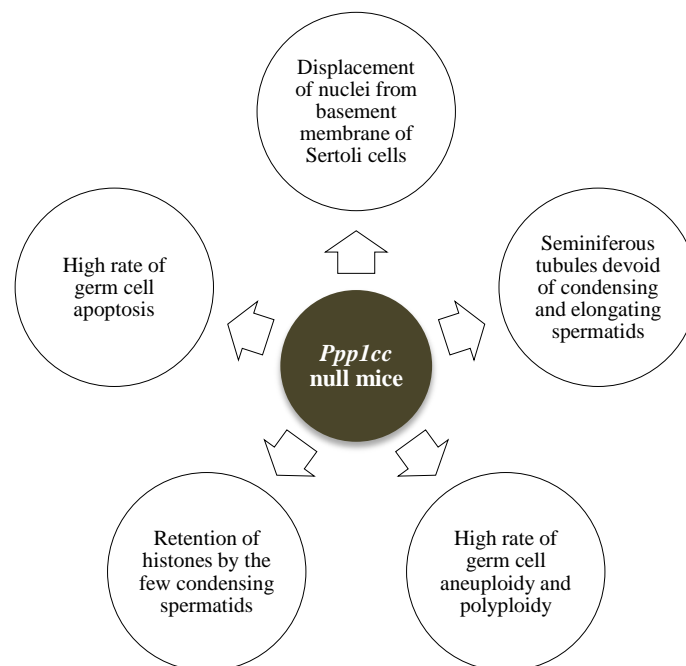 Displacement
of nuclei from
basement
membrane of
Sertoli cells
High rate of
germ cell
apoptosis
Seminiferous
tubules devoid
of condensing
and elongating
spermatids
Ppp1cc
null mice
Retention of
histones by the
few condensing
spermatids
High rate of
germ cell
aneuploidy and
polyploidy